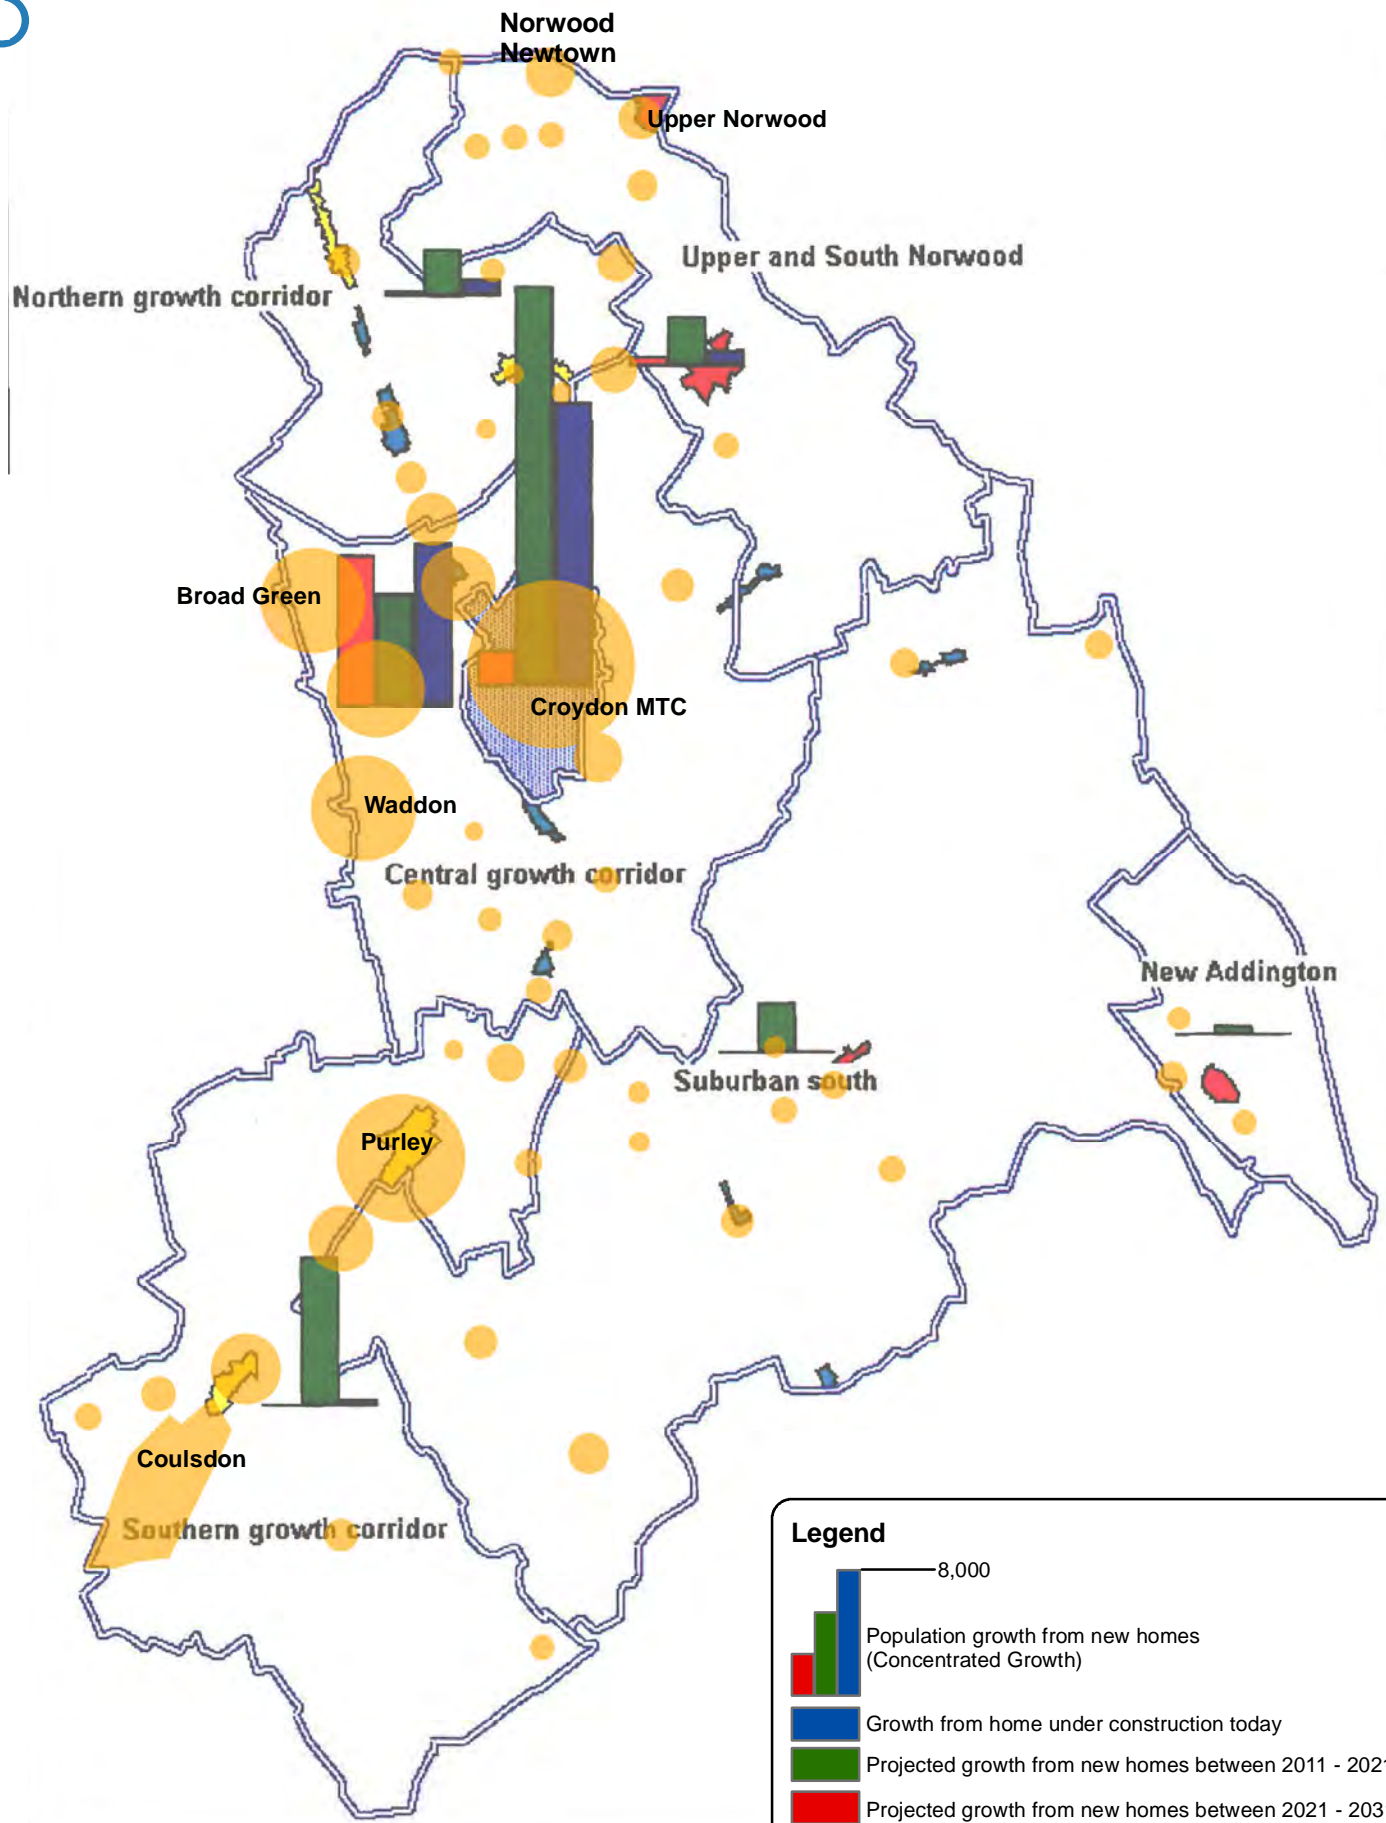 Norwood
Newtown
Upper Norwood
Upper and South Norwood
Northern growth corridor
Broad Green
Croydon MTC
Waddon
Central growth corridor
New Addington
Suburban south
Purley
Coulsdon
Southern growth corridor
Legend
8,000
Population growth from new homes
(Concentrated Growth)
Growth from home under construction today
Projected growth from new homes between 2011 - 2021
Projected growth from new homes between 2021 - 203